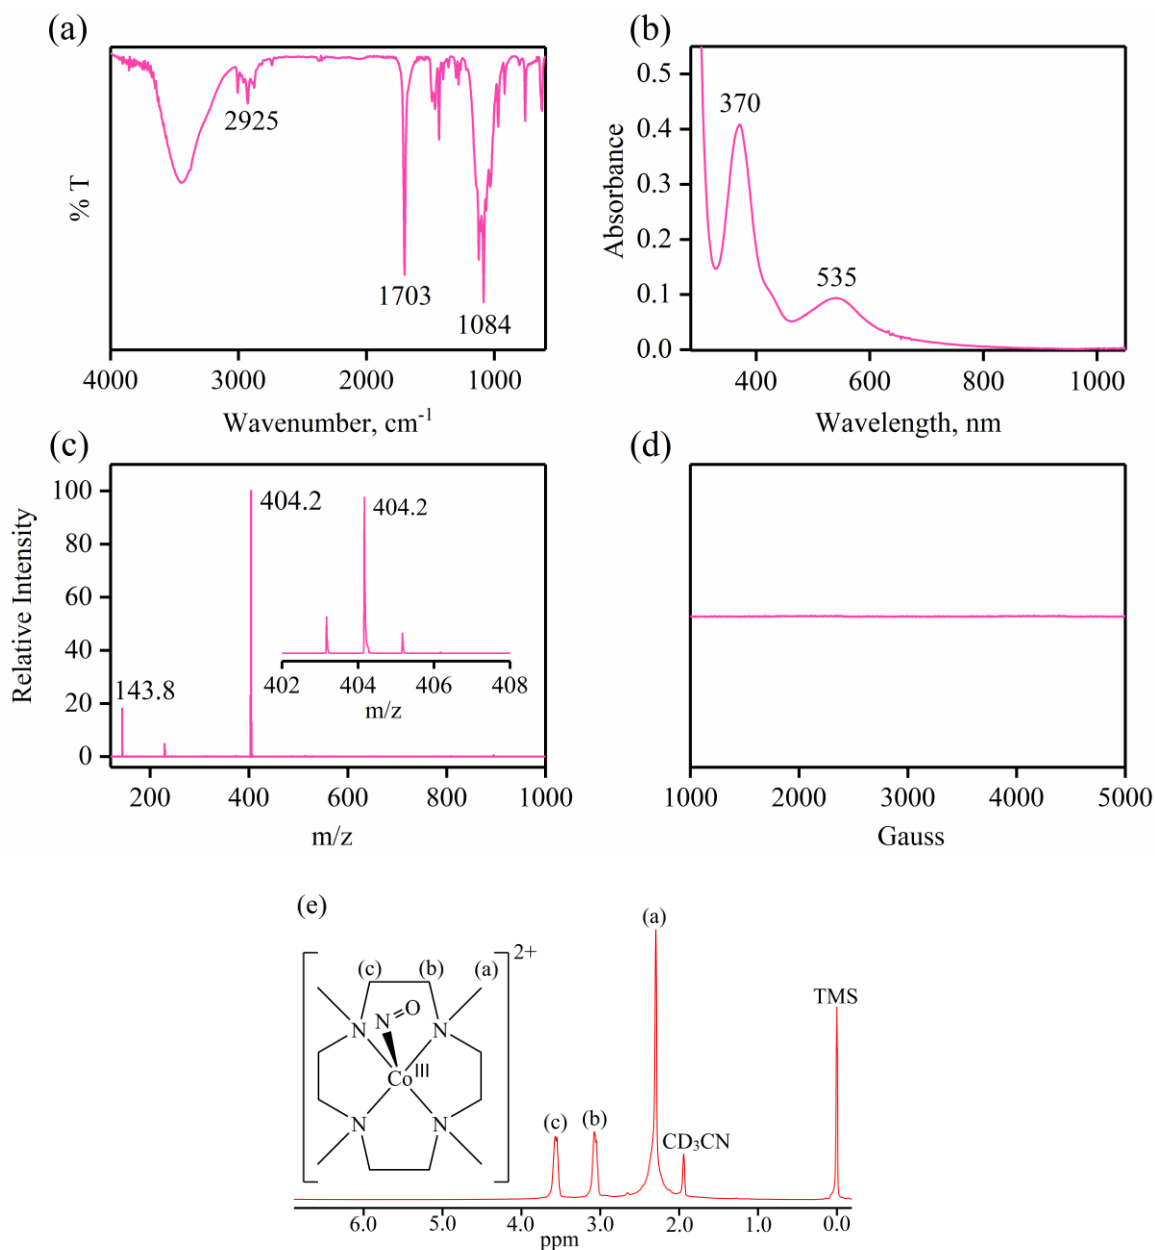 (a)
% T
2925
1703
1084
4000 3000 2000 1000
Wavenumber, cm-1
(b)
Absorbance
0.5
0.4
0.3
0.2
0.1
0.0
370
535
400 600 800 1000
Wavelength, nm
(c)
Relative Intensity
100
80
60
40
20
0
143.8
404.2
404.2
402 404 406 408
m/z
200 400 600 800 1000
m/z
(d)
1000 2000 3000 4000 5000
Gauss
(e)
2+
(c) (b) (a)
N=O
N N
Co III
N N
(a)
TMS
(c) (b)
CD3CN
6.0 5.0 4.0 3.0 2.0 1.0 0.0
ppm